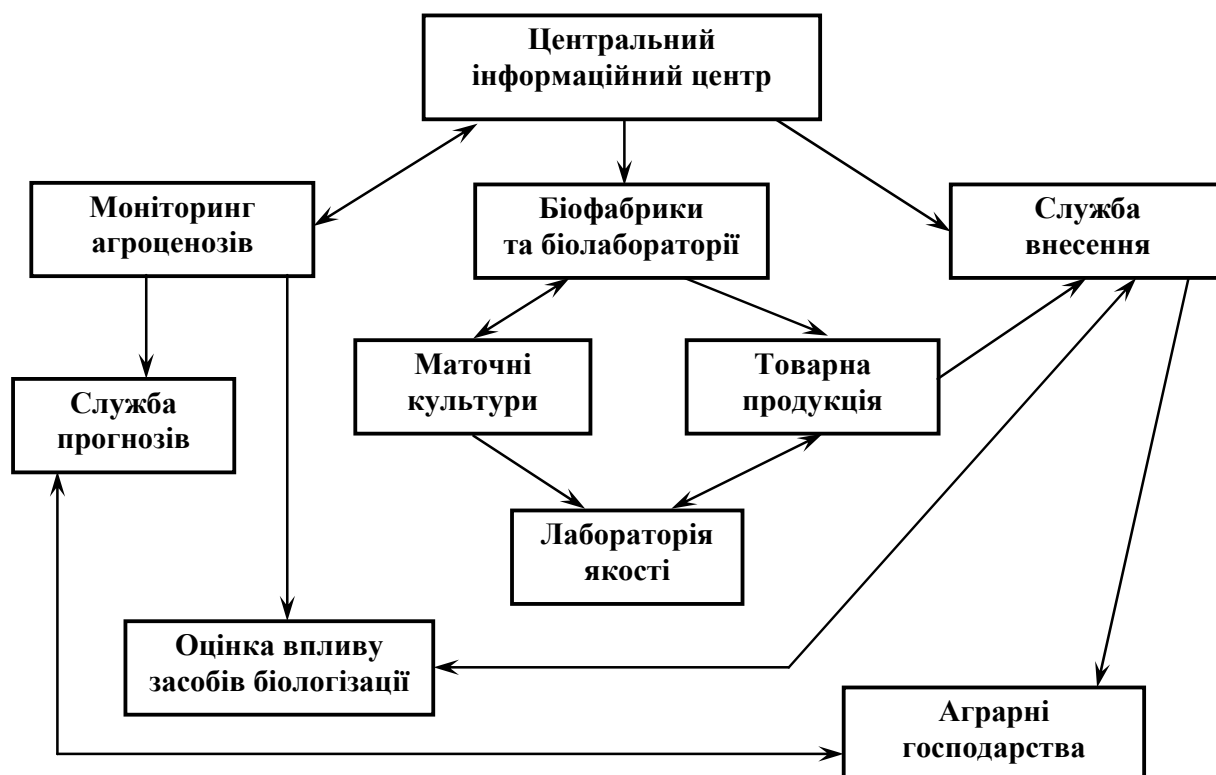 Центральний
інформаційний центр
Моніторинг
агроценозів
Біофабрики
та біолабораторії
Служба
внесення
Маточні
культури
Товарна
продукція
Служба
прогнозів
Лабораторія
якості
Оцінка впливу
засобів біологізації
Аграрні
господарства